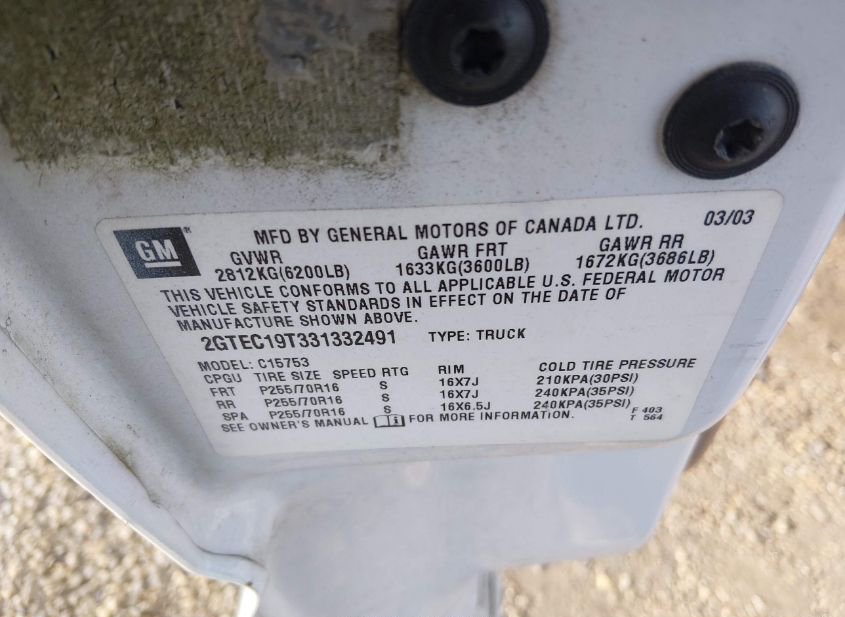 GM®
MFD BY GENERAL MOTORS OF CANADA LTD. 03/03
GVWR GAWR FRT GAWR RR
2812KG(6200LB) 1633KG(3600LB) 1672KG(3686LB)
THIS VEHICLE CONFORMS TO ALL APPLICABLE U.S. FEDERAL MOTOR
VEHICLE SAFETY STANDARDS IN EFFECT ON THE DATE OF
MANUFACTURE SHOWN ABOVE.
2GTEC19T331332491 TYPE: TRUCK
MODEL: C15753
CPGU TIRE SIZE SPEED RTG RIM COLD TIRE PRESSURE
FRT P255/70R16 S 16X7J 210KPA(30PSI)
RR P255/70R16 S 16X7J 240KPA(35PSI)
SPA P255/70R16 S 16X6.5J 240KPA(35PSI)
SEE OWNER'S MANUAL FOR MORE INFORMATION.
F 403
T 564